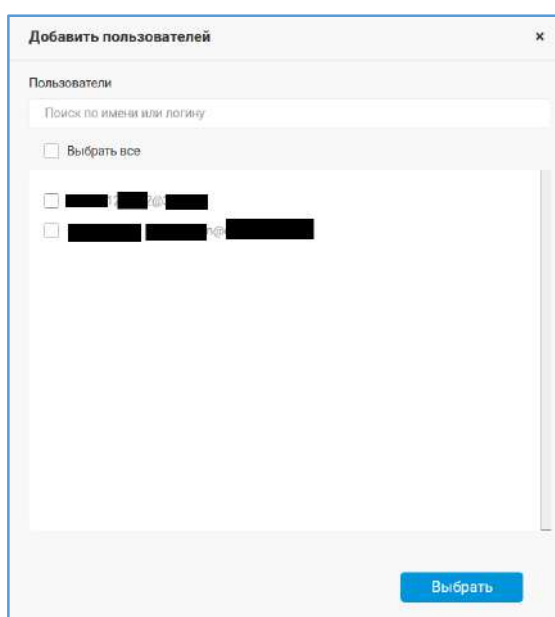 Добавить пользователей ×
Пользователи
Поиск по имени или логину
Выбрать все
Выбрать